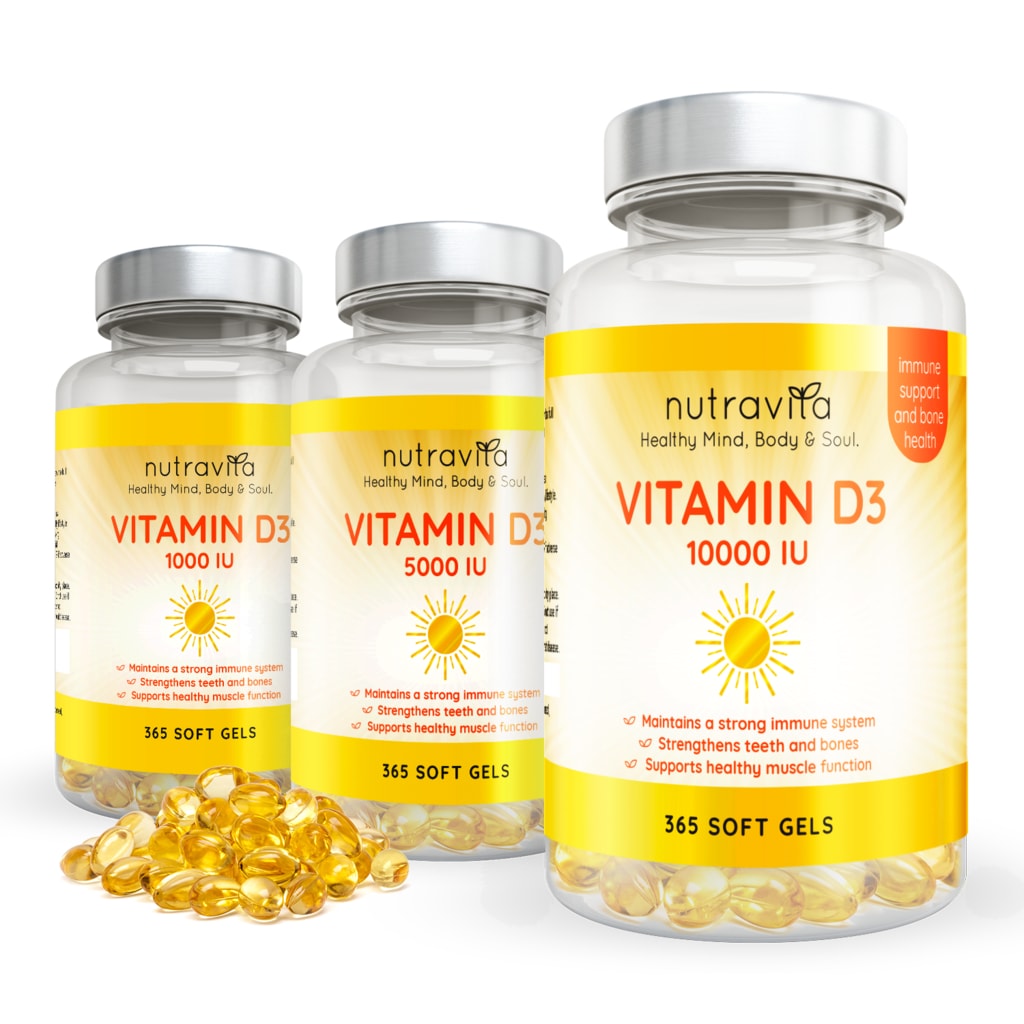 nutravita
Healthy Mind, Body & Soul.
VITAMIN D3
1000 IU
Maintains a strong immune system
Strengthens teeth and bones
Supports healthy muscle function
365 SOFT GELS
nutravita
Healthy Mind, Body & Soul.
VITAMIN D3
5000 IU
Maintains a strong immune system
Strengthens teeth and bones
Supports healthy muscle function
365 SOFT GELS
immune
support
and bone
health
nutravita
Healthy Mind, Body & Soul.
VITAMIN D3
10000 IU
Maintains a strong immune system
Strengthens teeth and bones
Supports healthy muscle function
365 SOFT GELS